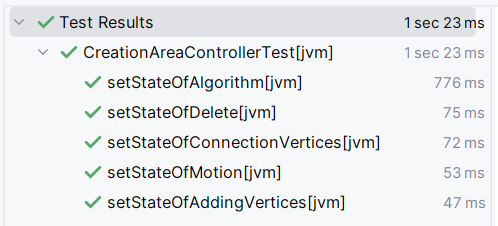 Test Results 1 sec 23 ms
CreationAreaControllerTest[jvm] 1 sec 23 ms
setStateOfAlgorithm[jvm] 776 ms
setStateOfDelete[jvm] 75 ms
setStateOfConnectionVertices[jvm] 72 ms
setStateOfMotion[jvm] 53 ms
setStateOfAddingVertices[jvm] 47 ms